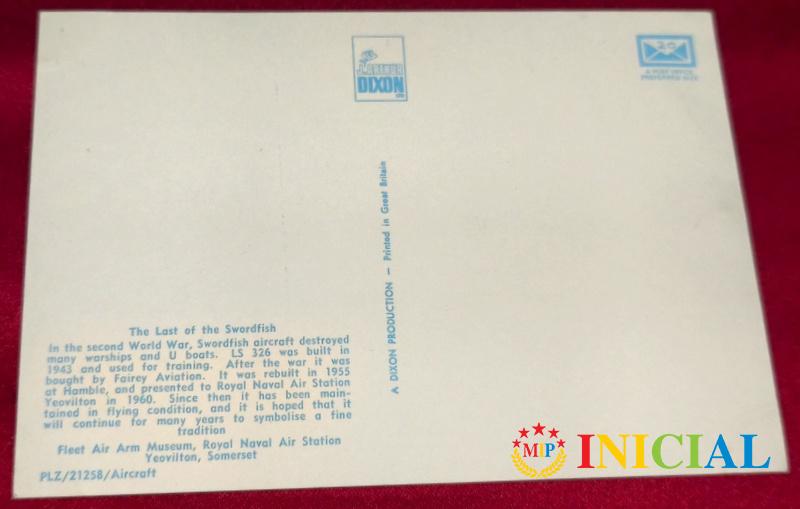 J. ARTHUR
DIXON
LTD
20
A POST OFFICE
PREFERRED SIZE
A DIXON PRODUCTION — Printed in Great Britain
The Last of the Swordfish
In the second World War, Swordfish aircraft destroyed
many warships and U boats. LS 326 was built in
1943 and used for training. After the war it was
bought by Fairey Aviation. It was rebuilt in 1955
at Hamble, and presented to Royal Naval Air Station
Yeovilton in 1960. Since then it has been main-
tained in flying condition, and it is hoped that it
will continue for many years to symbolise a fine
tradition
Fleet Air Arm Museum, Royal Naval Air Station
Yeovilton, Somerset
PLZ/21258/Aircraft
MIP
INICIAL